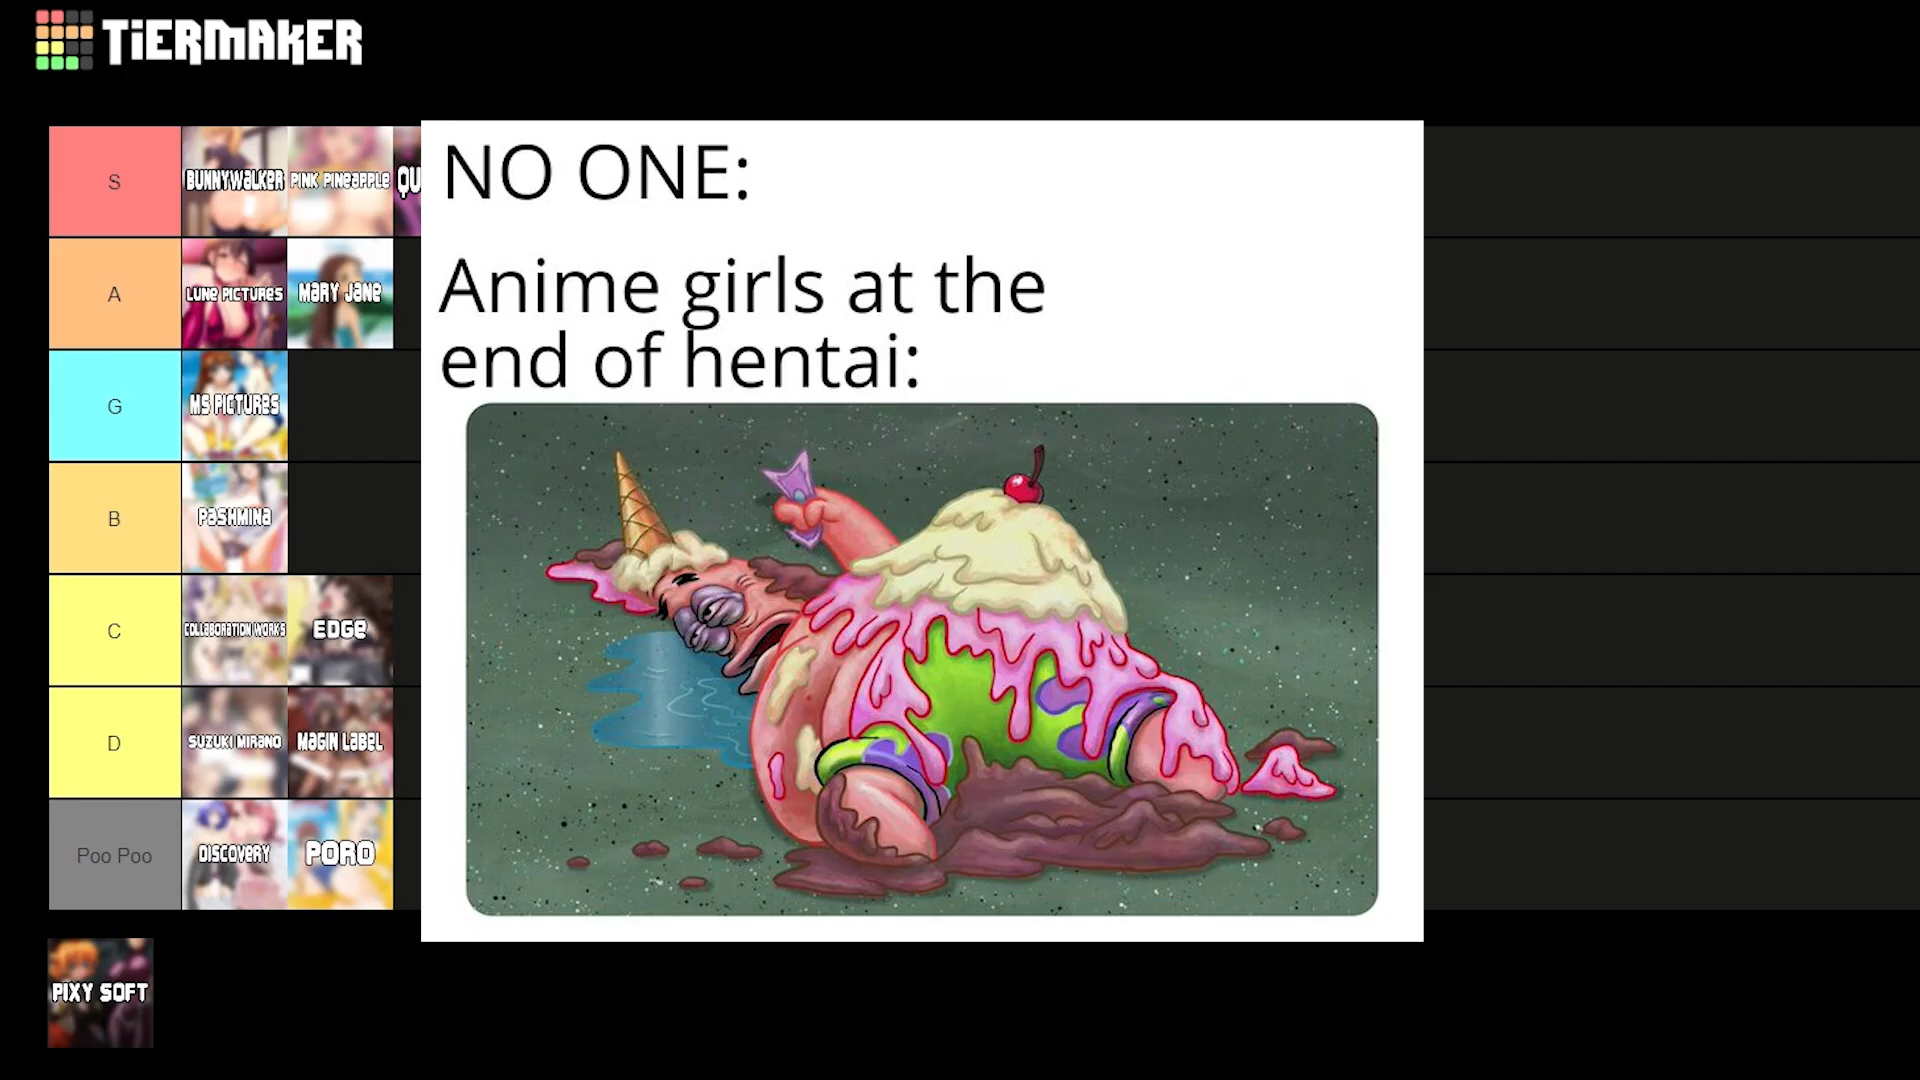 TiERMAKER
S
BUNNYWALKER
PINK PINEAPPLE
QU
A
LUNE PICTURES
MARY JANE
G
MS PICTURES
B
PASHMINA
C
COLLABORATION WORKS
EDGE
D
SUZUKI MIRANO
MAGIN LABEL
Poo Poo
DISCOVERY
PORO
PIXY SOFT
NO ONE:
Anime girls at the
end of hentai: